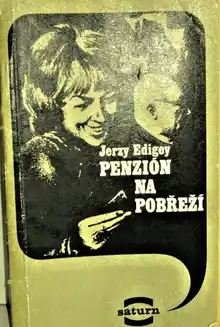 Jerzy Edigey
PENZIÓN
NA
POBŘEŽÍ
saturn